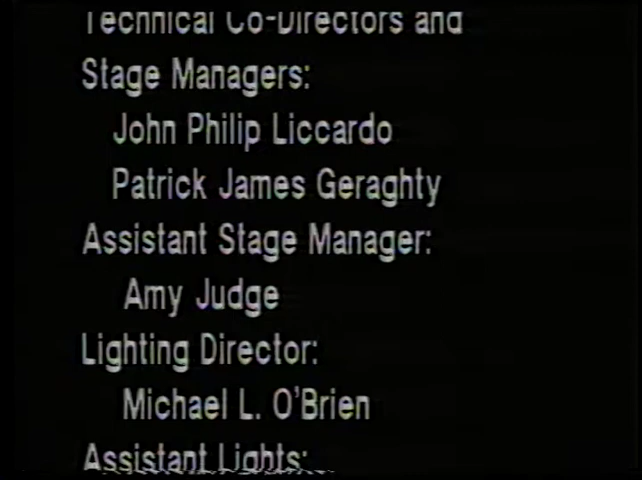 Technical Co-Directors and
Stage Managers:
John Philip Liccardo
Patrick James Geraghty
Assistant Stage Manager:
Amy Judge
Lighting Director:
Michael L. O'Brien
Assistant Lights: